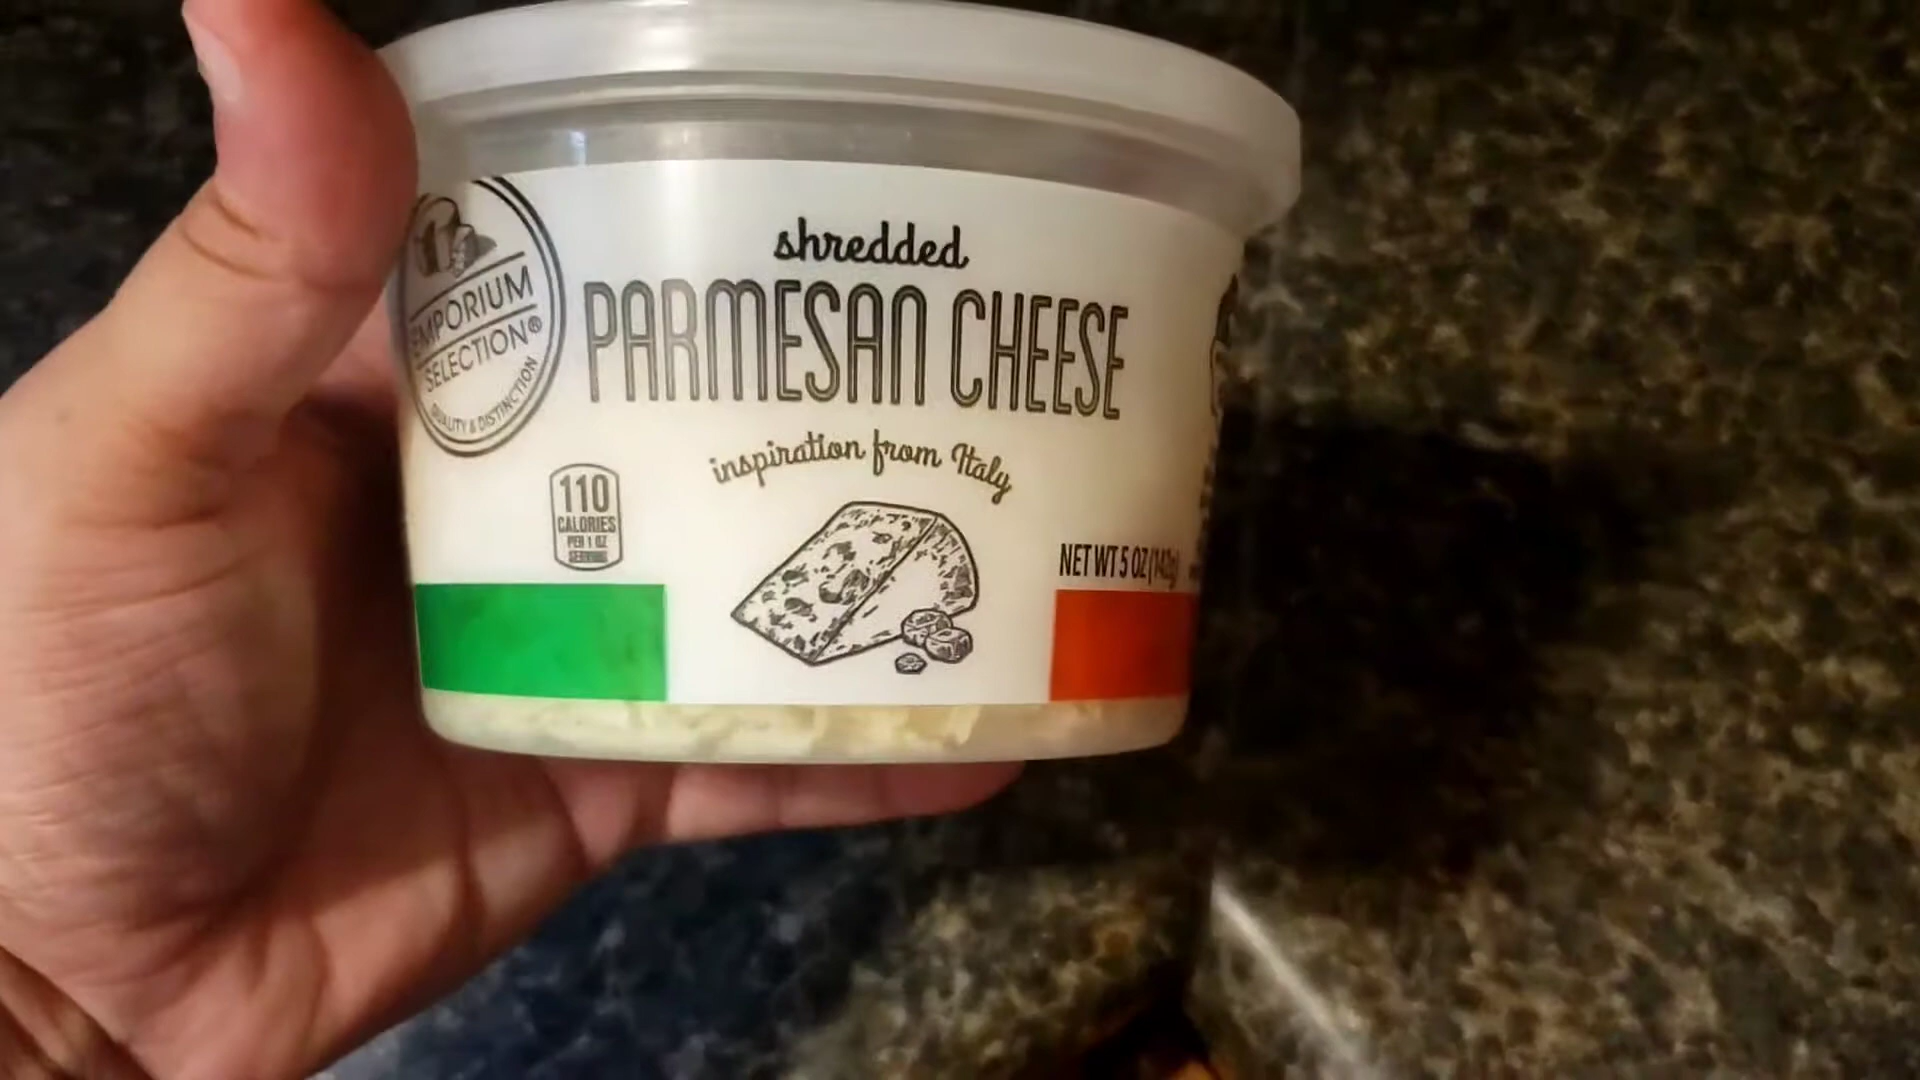 EMPORIUM
SELECTION®
QUALITY & DISTINCTION
shredded
PARMESAN CHEESE
inspiration from Italy
110
CALORIES
PER 1 OZ
SERVING
NET WT 5 OZ (142g)